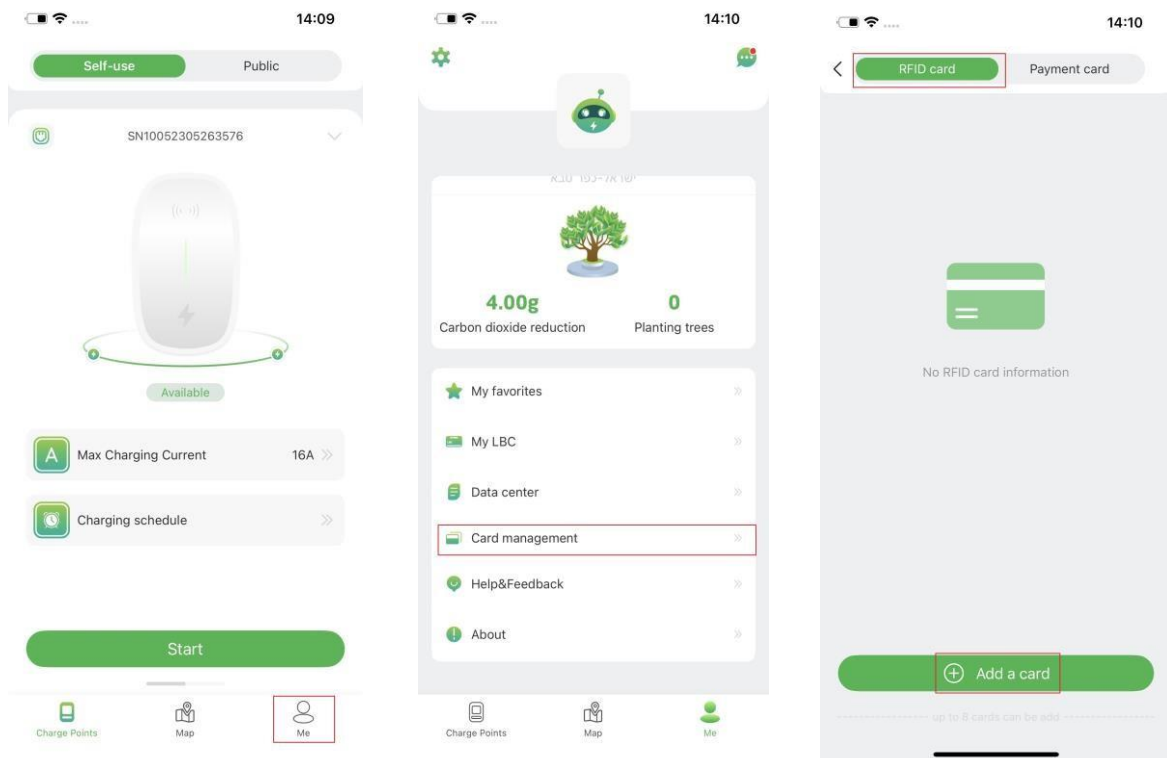 14:09
Self-use Public
SN10052305263576
Available
A Max Charging Current 16A
Charging schedule
Start
Charge Points Map Me
14:10
4.00g 0
Carbon dioxide reduction Planting trees
My favorites
My LBC
Data center
Card management
Help&Feedback
About
Charge Points Map Me
14:10
RFID card Payment card
No RFID card information
Add a card
up to 8 cards can be add